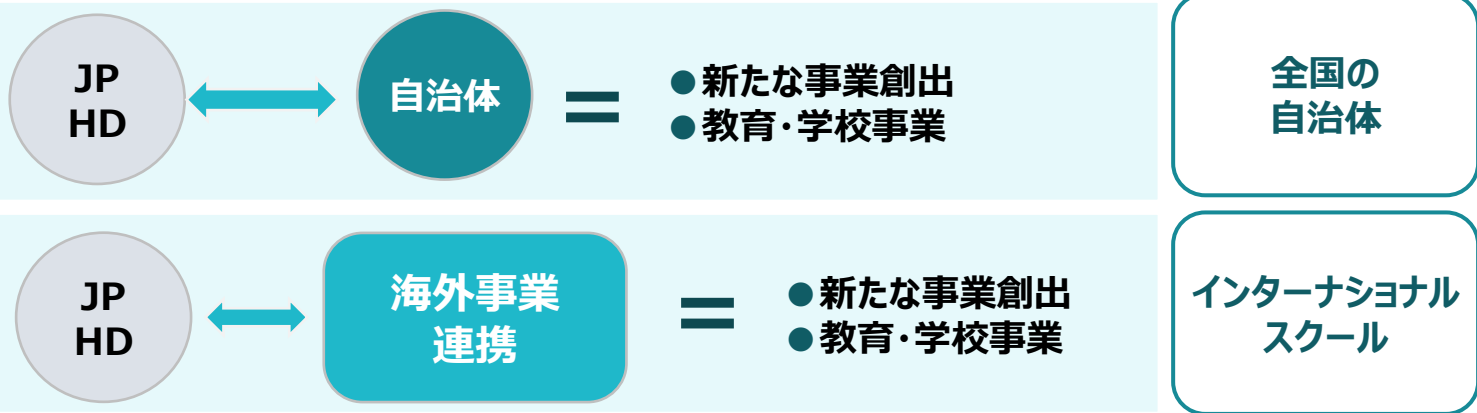 JP
HD
自治体
=
●新たな事業創出
●教育・学校事業
全国の
自治体
JP
HD
海外事業
連携
=
●新たな事業創出
●教育・学校事業
インターナショナル
スクール